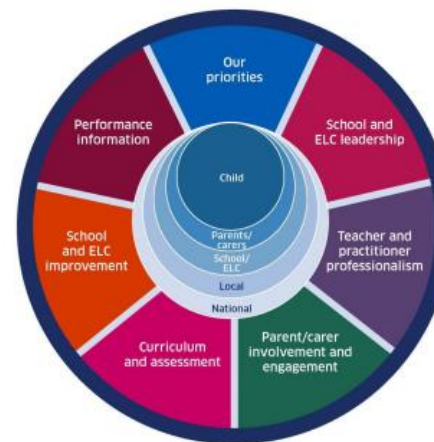 Our
priorities
School and
ELC leadership
Teacher and
practitioner
professionalism
Parent/carer
involvement and
engagement
Curriculum
and assessment
School
and ELC
improvement
Performance
information
Child
Parents/
carers
School/
ELC
Local
National